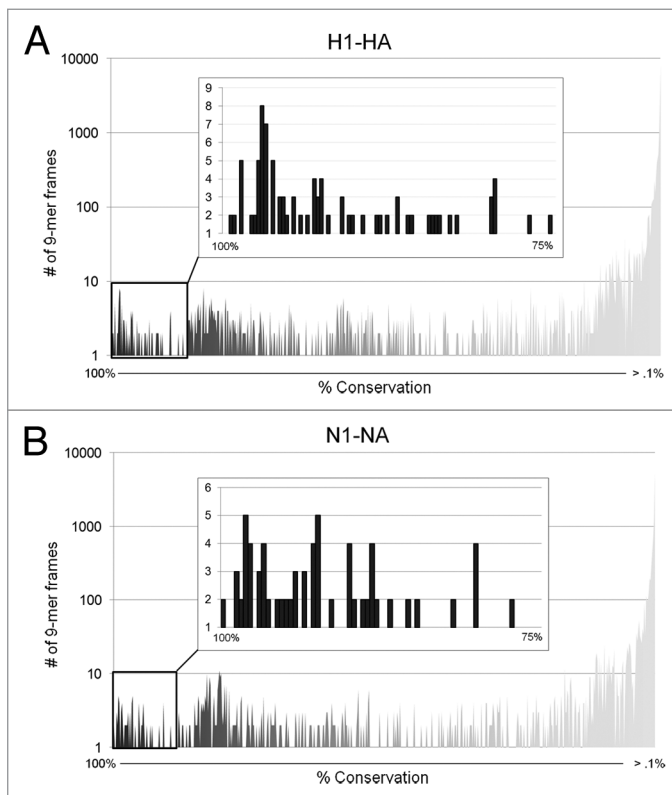 A
H1-HA
10000
1000
100
10
1
# of 9-mer frames
9
8
7
6
5
4
3
2
1
100% 75%
100% > .1%
% Conservation
B
N1-NA
10000
1000
100
10
1
# of 9-mer frames
6
5
4
3
2
1
100% 75%
100% > .1%
% Conservation